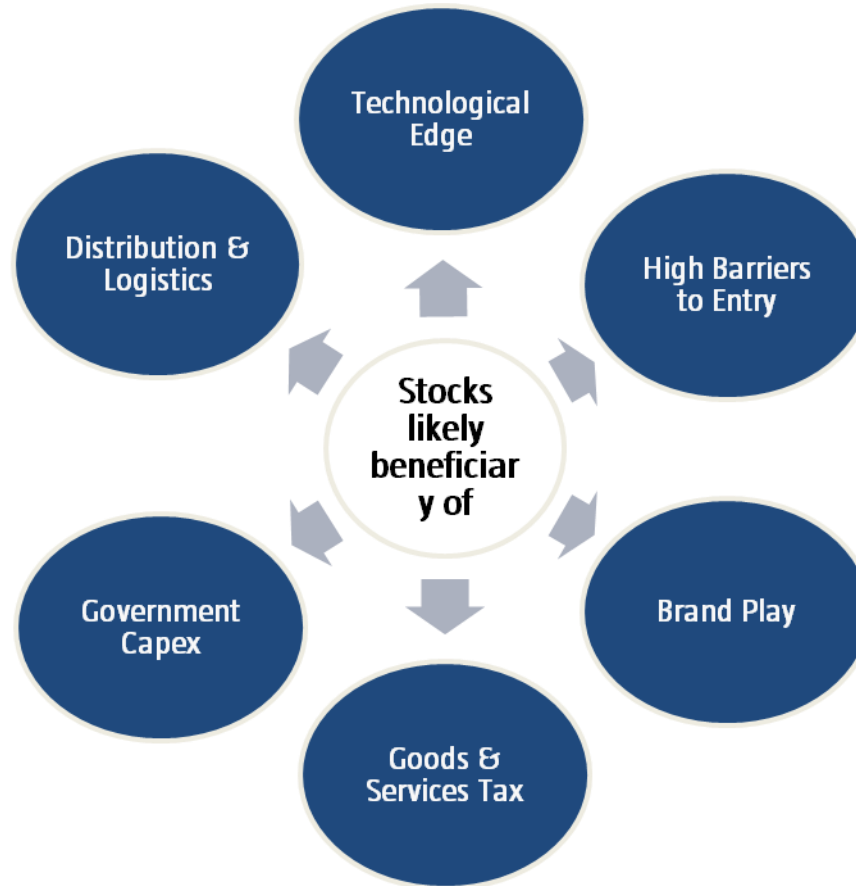 Technological
Edge
Distribution &
Logistics
High Barriers
to Entry
Stocks
likely
beneficiar
y of
Government
Capex
Brand Play
Goods &
Services Tax